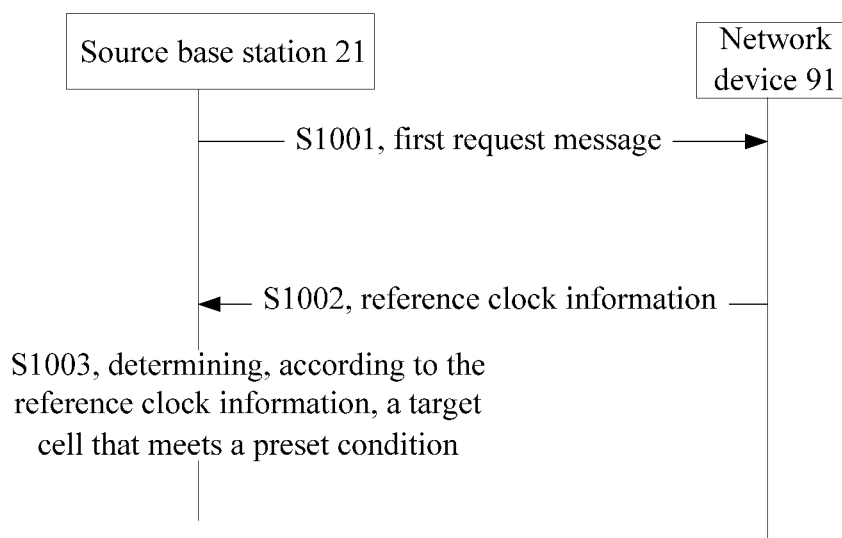 Source base station 21
Network
device 91
S1001, first request message
S1002, reference clock information
S1003, determining, according to the
reference clock information, a target
cell that meets a preset condition